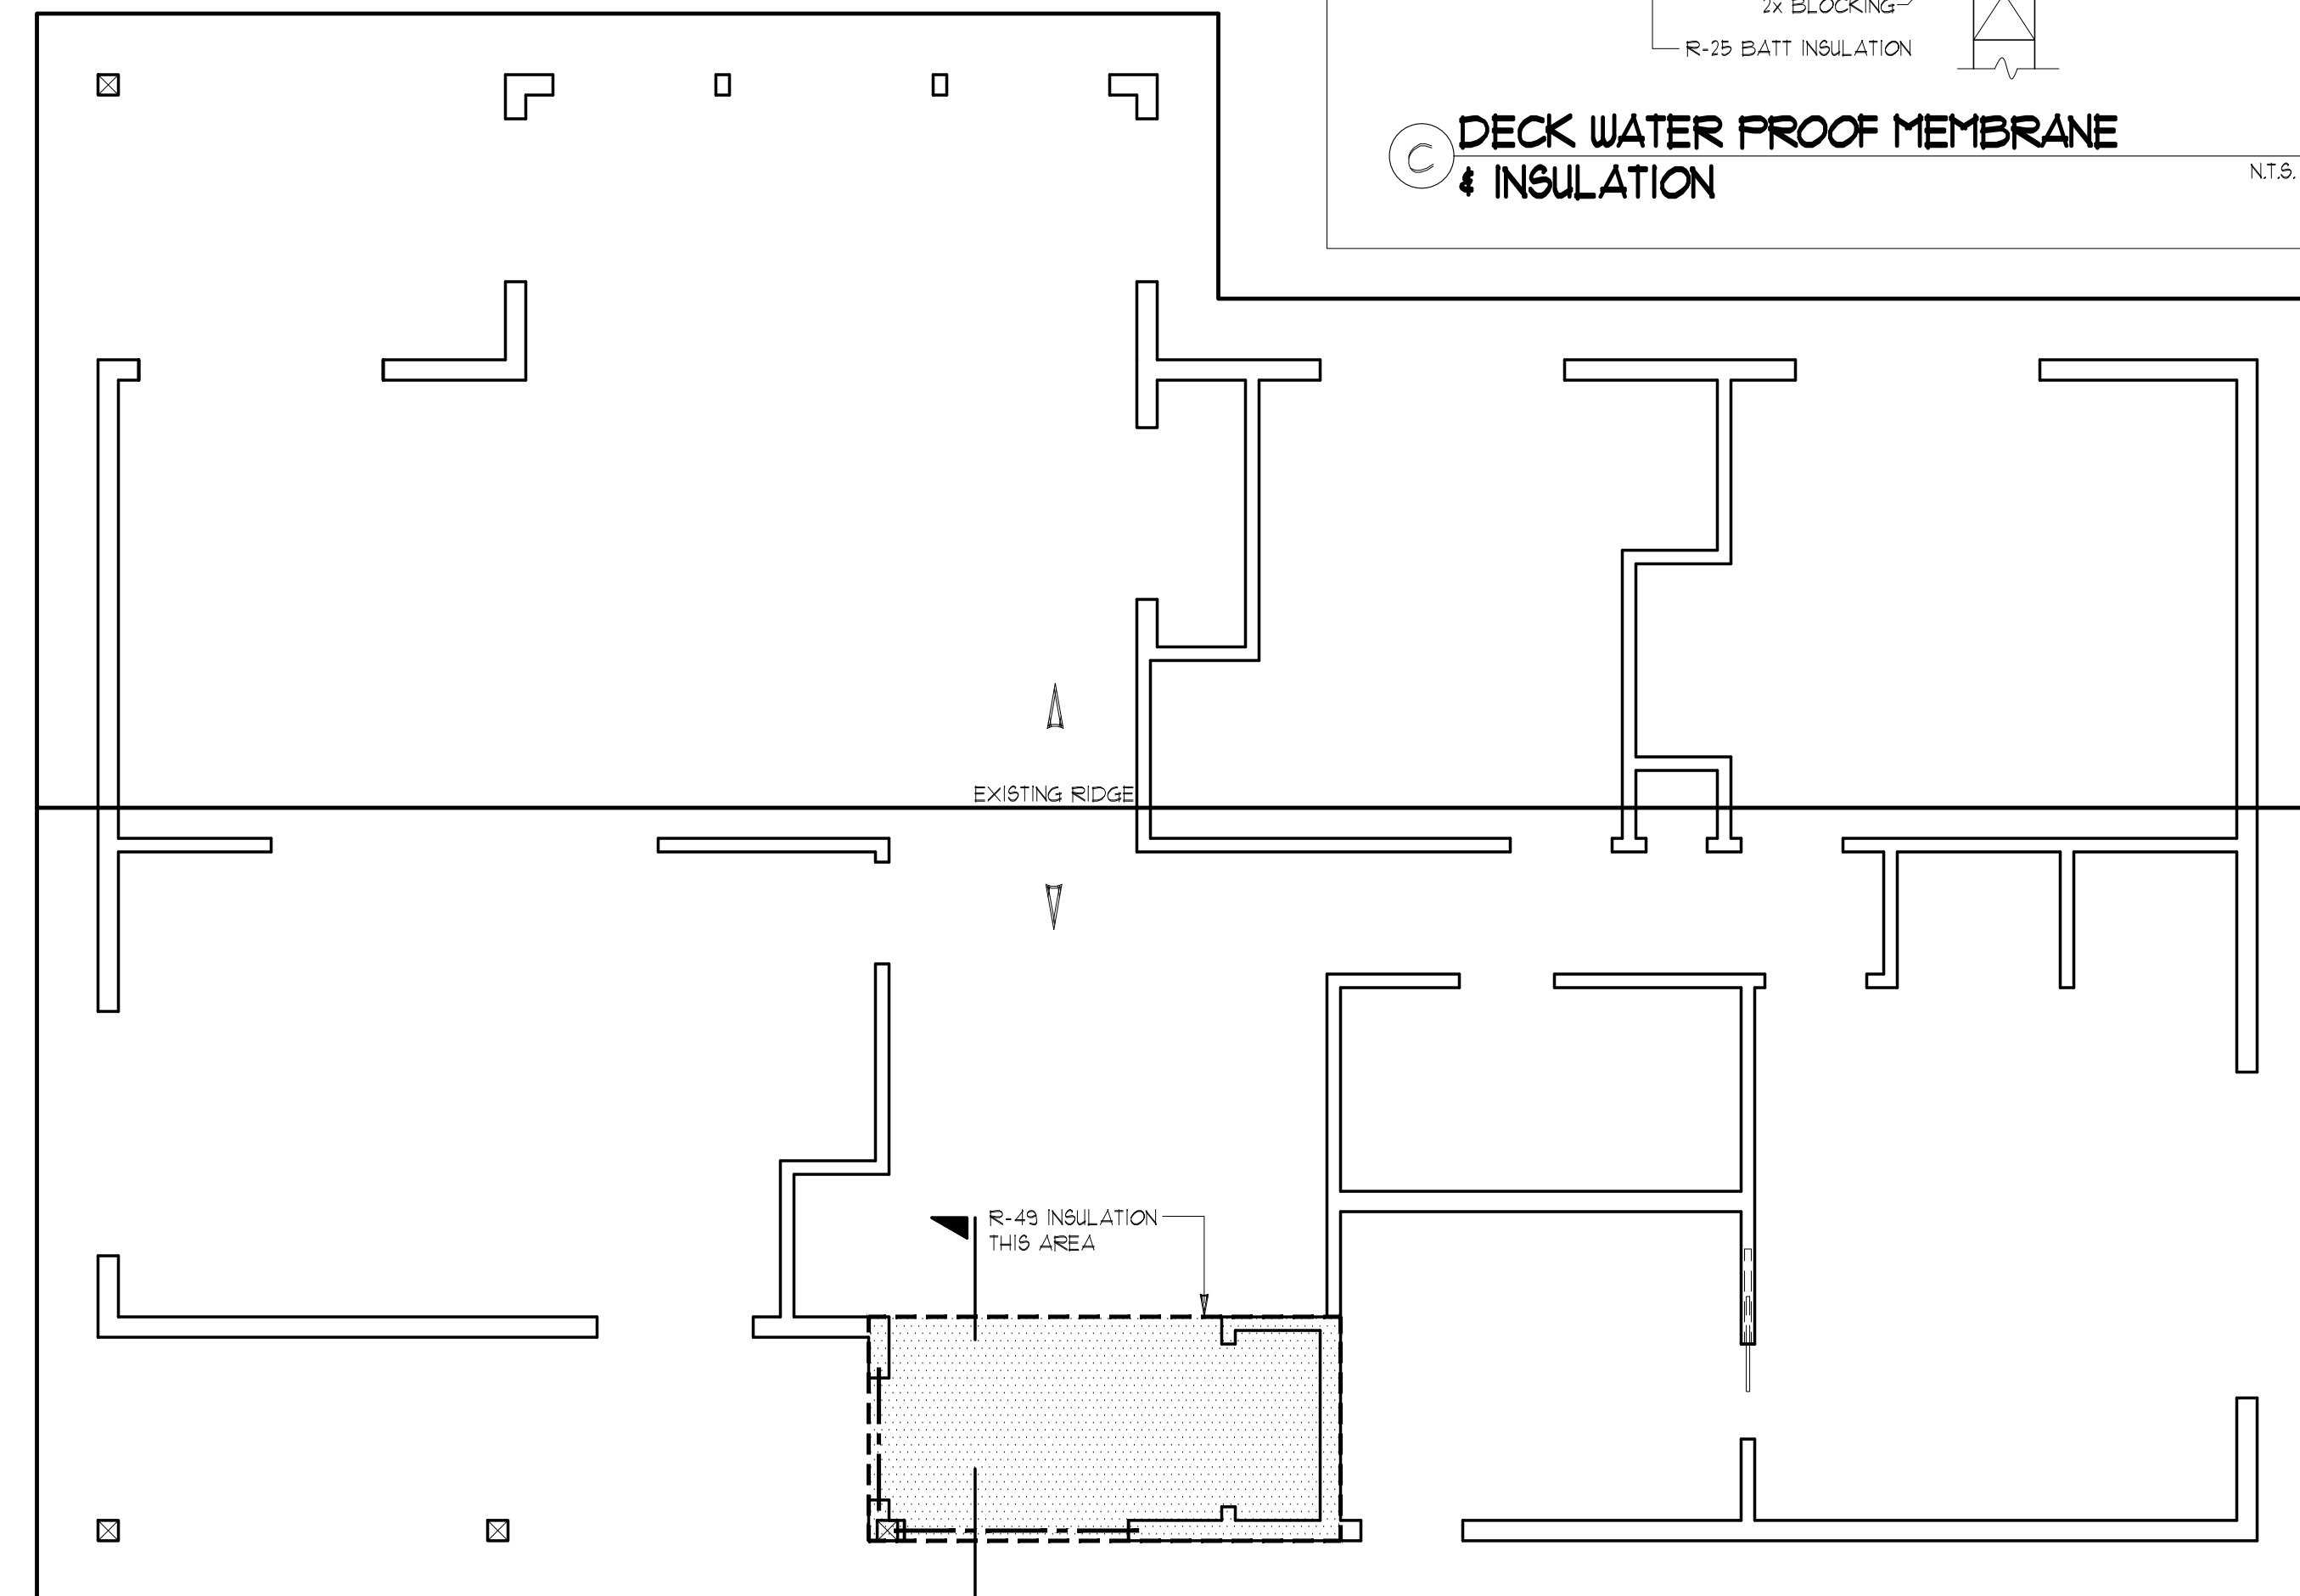 2x BLOCKING
R-25 BATT INSULATION
C
DECK WATER PROOF MEMBRANE
& INSULATION
N.T.S.
EXISTING RIDGE
R-49 INSULATION
THIS AREA